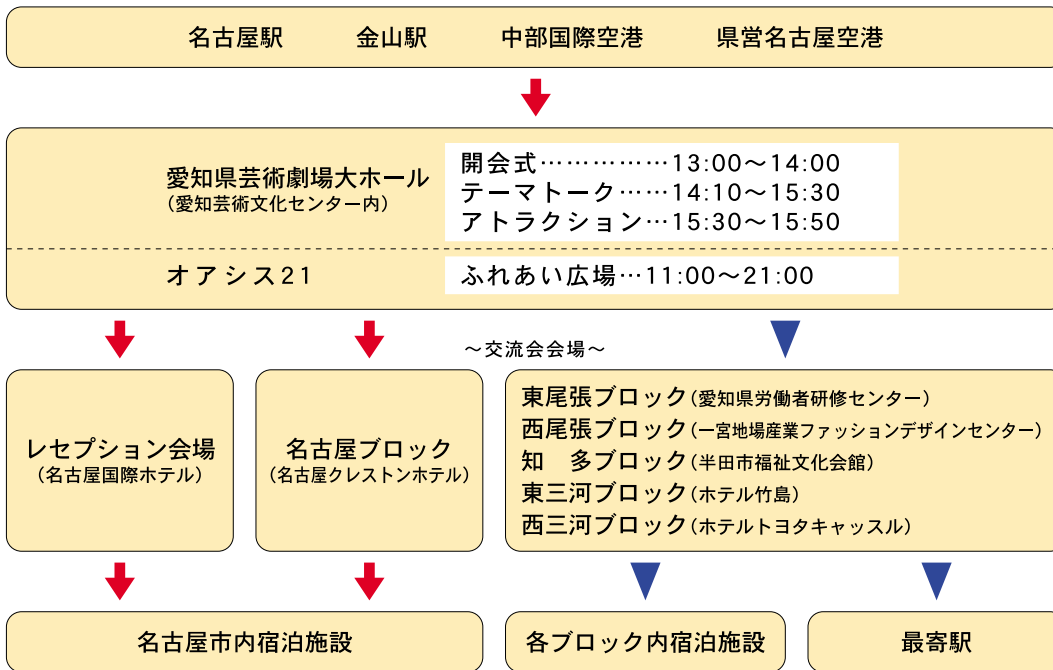 名古屋駅 金山駅 中部国際空港 県営名古屋空港
愛知県芸術劇場大ホール
(愛知芸術文化センター内)
開会式……………13:00〜14:00
テーマトーク……14:10〜15:30
アトラクション…15:30〜15:50
オアシス21
ふれあい広場…11:00〜21:00
〜交流会会場〜
レセプション会場
(名古屋国際ホテル)
名古屋ブロック
(名古屋クレストンホテル)
東尾張ブロック(愛知県労働者研修センター)
西尾張ブロック(一宮地場産業ファッションデザインセンター)
知　多ブロック(半田市福祉文化会館)
東三河ブロック(ホテル竹島)
西三河ブロック(ホテルトヨタキャッスル)
名古屋市内宿泊施設
各ブロック内宿泊施設
最寄駅